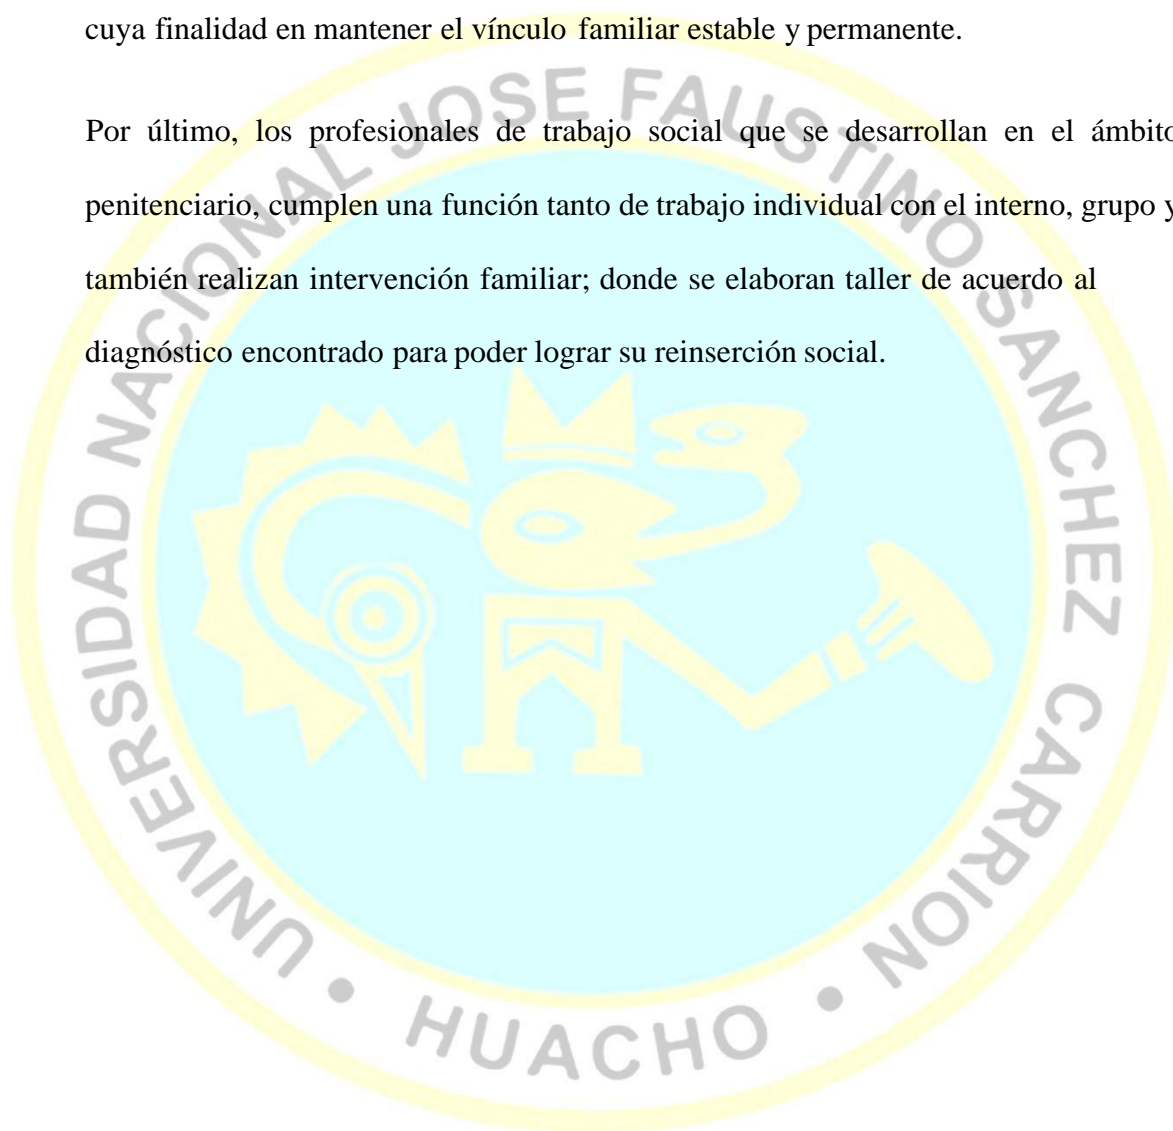 cuya finalidad en mantener el vínculo familiar estable y permanente.
Por último, los profesionales de trabajo social que se desarrollan en el ámbito
penitenciario, cumplen una función tanto de trabajo individual con el interno, grupo y
también realizan intervención familiar; donde se elaboran taller de acuerdo al
diagnóstico encontrado para poder lograr su reinserción social.
UNIVERSIDAD NACIONAL JOSE FAUSTINO SANCHEZ CARRION • HUACHO •